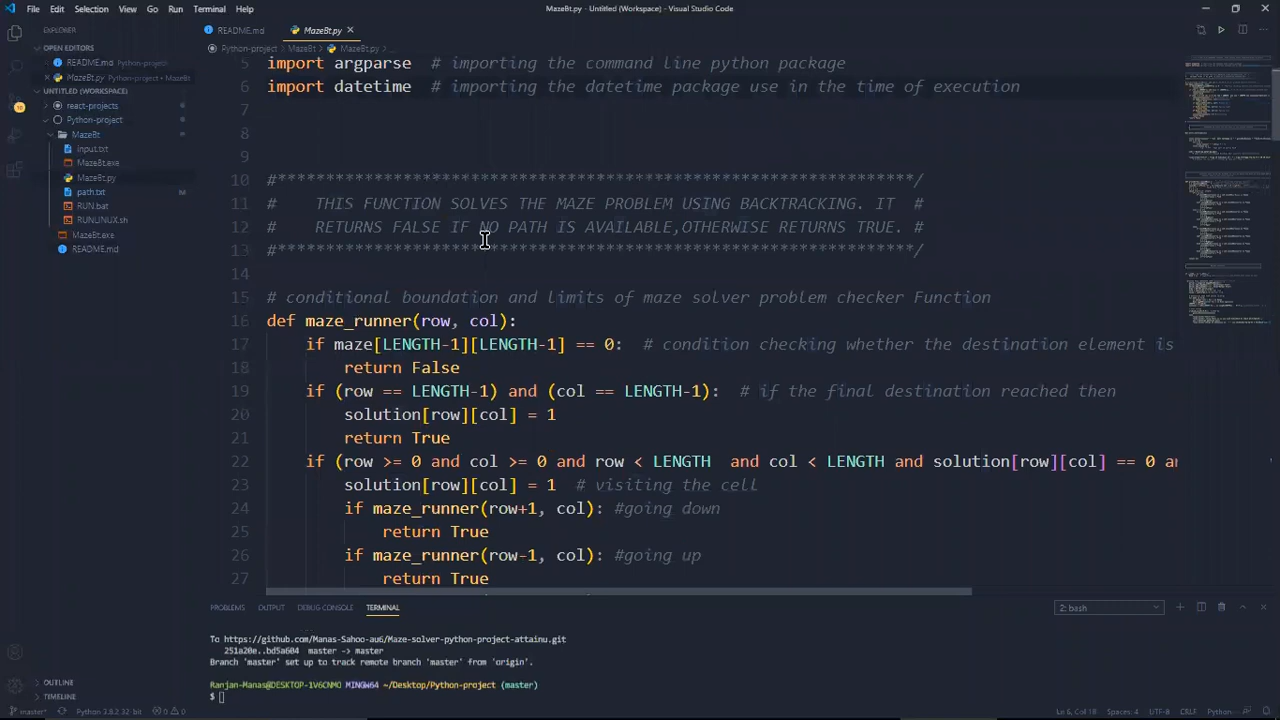 File Edit Selection View Go Run Terminal Help
MazeBt.py - Untitled (Workspace) - Visual Studio Code
EXPLORER
README.md MazeBt.py
OPEN EDITORS
README.md Python-project
MazeBt.py Python-project • MazeBt
UNTITLED (WORKSPACE)
react-projects
Python-project
MazeBt
input.txt
MazeBt.exe
MazeBt.py
path.txt M
RUN.bat
RUNLINUX.sh
MazeBt.exe
README.md
OUTLINE
TIMELINE
Python-project > MazeBt > MazeBt.py > ...
5 import argparse # importing the command line python package
6 import datetime # importing the datetime package use in the time of execution
7
8
9
10 #******************************************************************/
11 # THIS FUNCTION SOLVES THE MAZE PROBLEM USING BACKTRACKING. IT #
12 # RETURNS FALSE IF NO PATH IS AVAILABLE,OTHERWISE RETURNS TRUE. #
13 #******************************************************************/
14
15 # conditional boundation and limits of maze solver problem checker Function
16 def maze_runner(row, col):
17 if maze[LENGTH-1][LENGTH-1] == 0: # condition checking whether the destination element is
18 return False
19 if (row == LENGTH-1) and (col == LENGTH-1): # if the final destination reached then
20 solution[row][col] = 1
21 return True
22 if (row >= 0 and col >= 0 and row < LENGTH and col < LENGTH and solution[row][col] == 0 an
23 solution[row][col] = 1 # visiting the cell
24 if maze_runner(row+1, col): #going down
25 return True
26 if maze_runner(row-1, col): #going up
27 return True
PROBLEMS OUTPUT DEBUG CONSOLE TERMINAL
2: bash
To https://github.com/Manas-Sahoo-au6/Maze-solver-python-project-attainu.git
251a20e..bd5a604 master -> master
Branch 'master' set up to track remote branch 'master' from 'origin'.
Ranjan-Manas@DESKTOP-1V6CNMO MINGW64 ~/Desktop/Python-project (master)
$
master* Python 3.8.2 32-bit 0 0
Ln 6, Col 18 Spaces: 4 UTF-8 CRLF Python